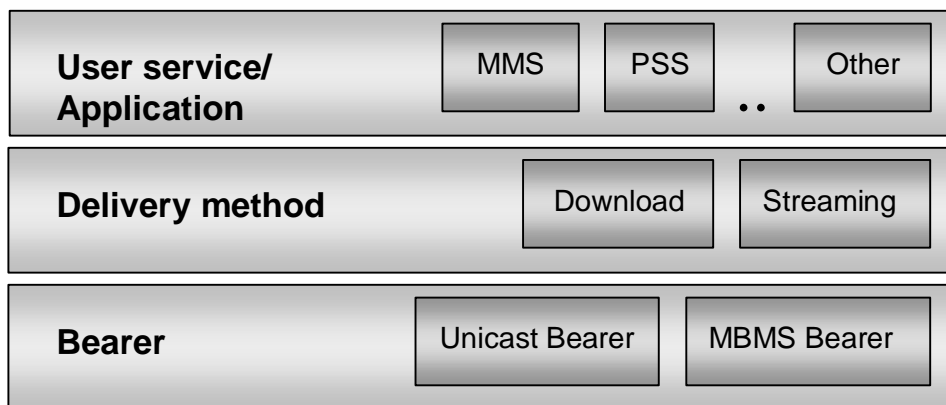 User service/
Application
MMS
PSS
..
Other
Delivery method
Download
Streaming
Bearer
Unicast Bearer
MBMS Bearer